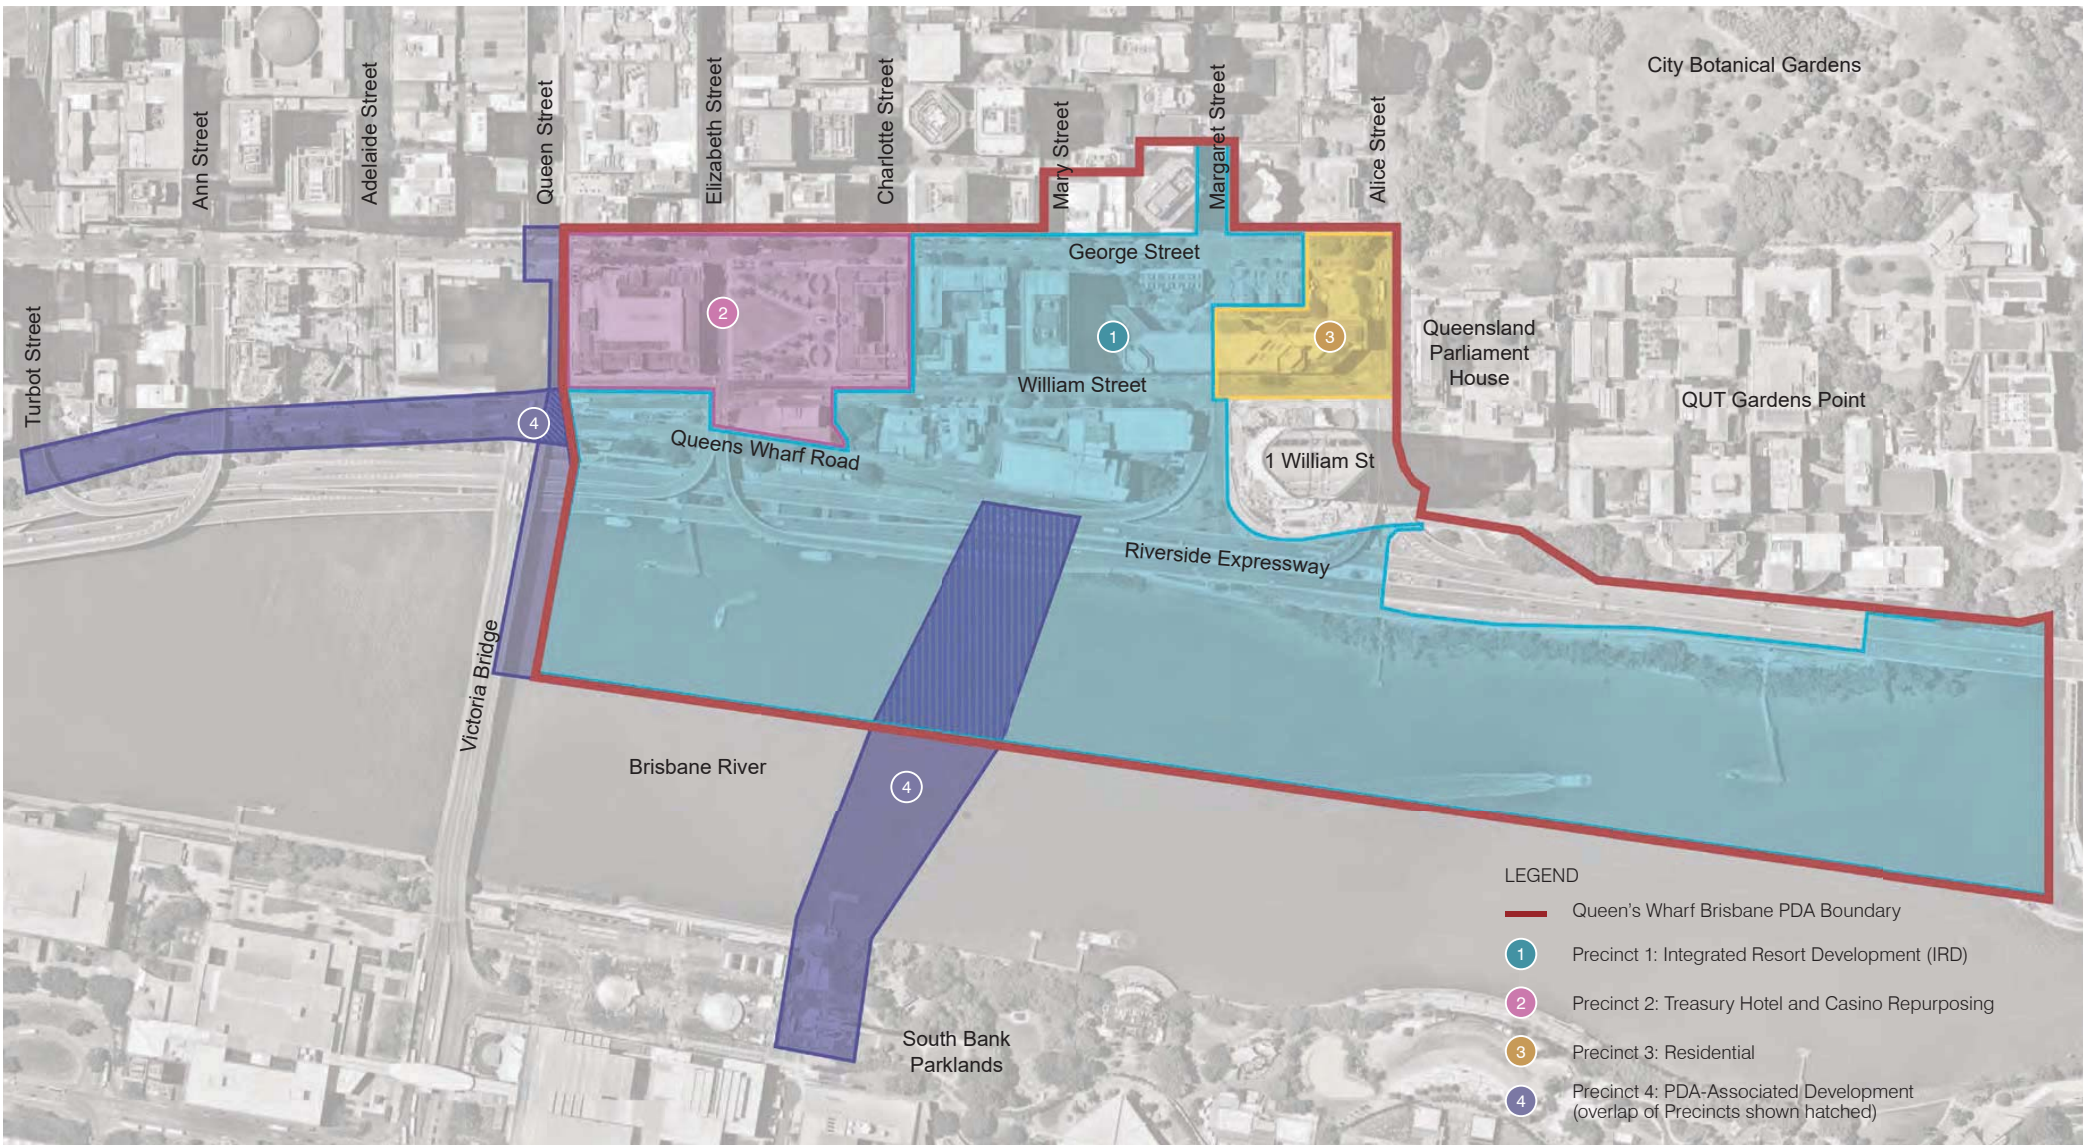 City Botanical Gardens
Ann Street
Adelaide Street
Queen Street
Elizabeth Street
Charlotte Street
Mary Street
Margaret Street
Alice Street
George Street
Turbot Street
2
1
3
Queensland
Parliament
House
William Street
QUT Gardens Point
4
Queens Wharf Road
1 William St
Riverside Expressway
Victoria Bridge
Brisbane River
4
South Bank
Parklands
LEGEND
Queen's Wharf Brisbane PDA Boundary
1 Precinct 1: Integrated Resort Development (IRD)
2 Precinct 2: Treasury Hotel and Casino Repurposing
3 Precinct 3: Residential
4 Precinct 4: PDA-Associated Development
(overlap of Precincts shown hatched)